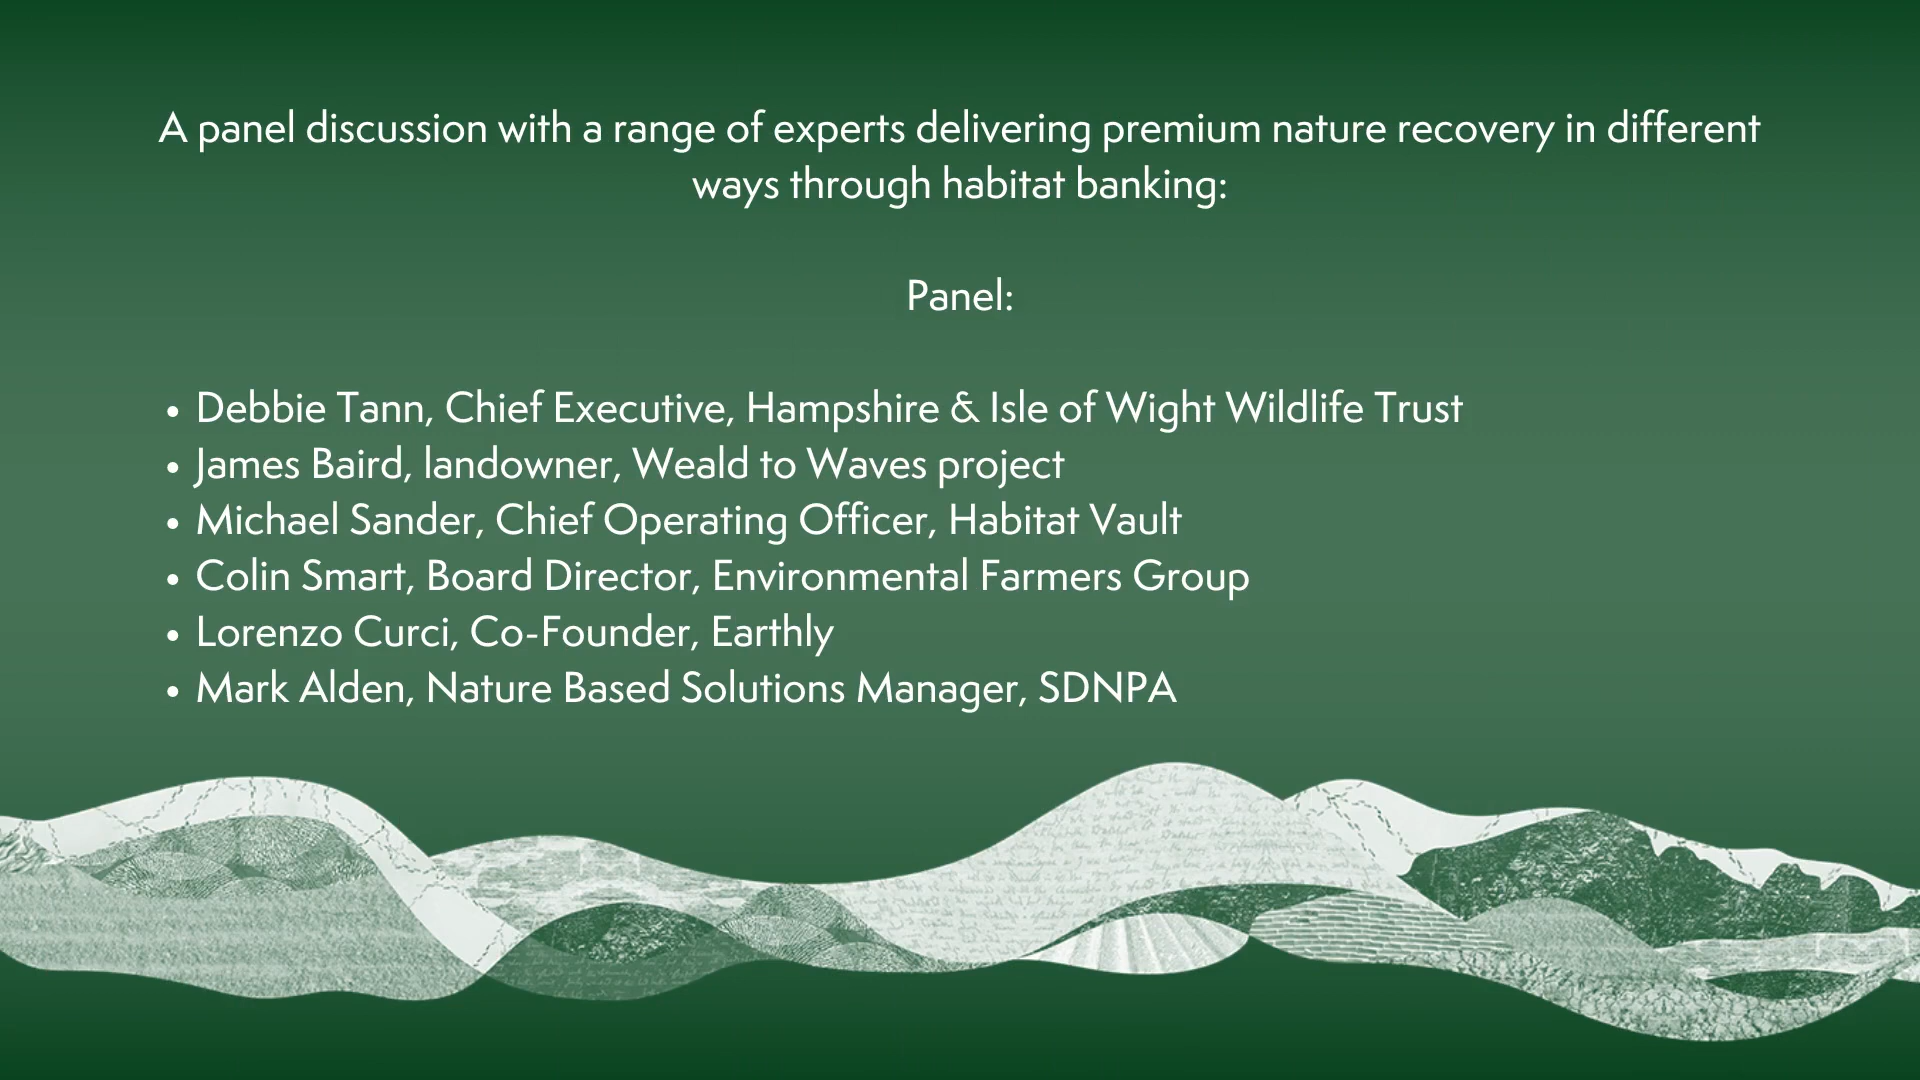 A panel discussion with a range of experts delivering premium nature recovery in different
ways through habitat banking:
Panel:
• Debbie Tann, Chief Executive, Hampshire & Isle of Wight Wildlife Trust
• James Baird, landowner, Weald to Waves project
• Michael Sander, Chief Operating Officer, Habitat Vault
• Colin Smart, Board Director, Environmental Farmers Group
• Lorenzo Curci, Co-Founder, Earthly
• Mark Alden, Nature Based Solutions Manager, SDNPA